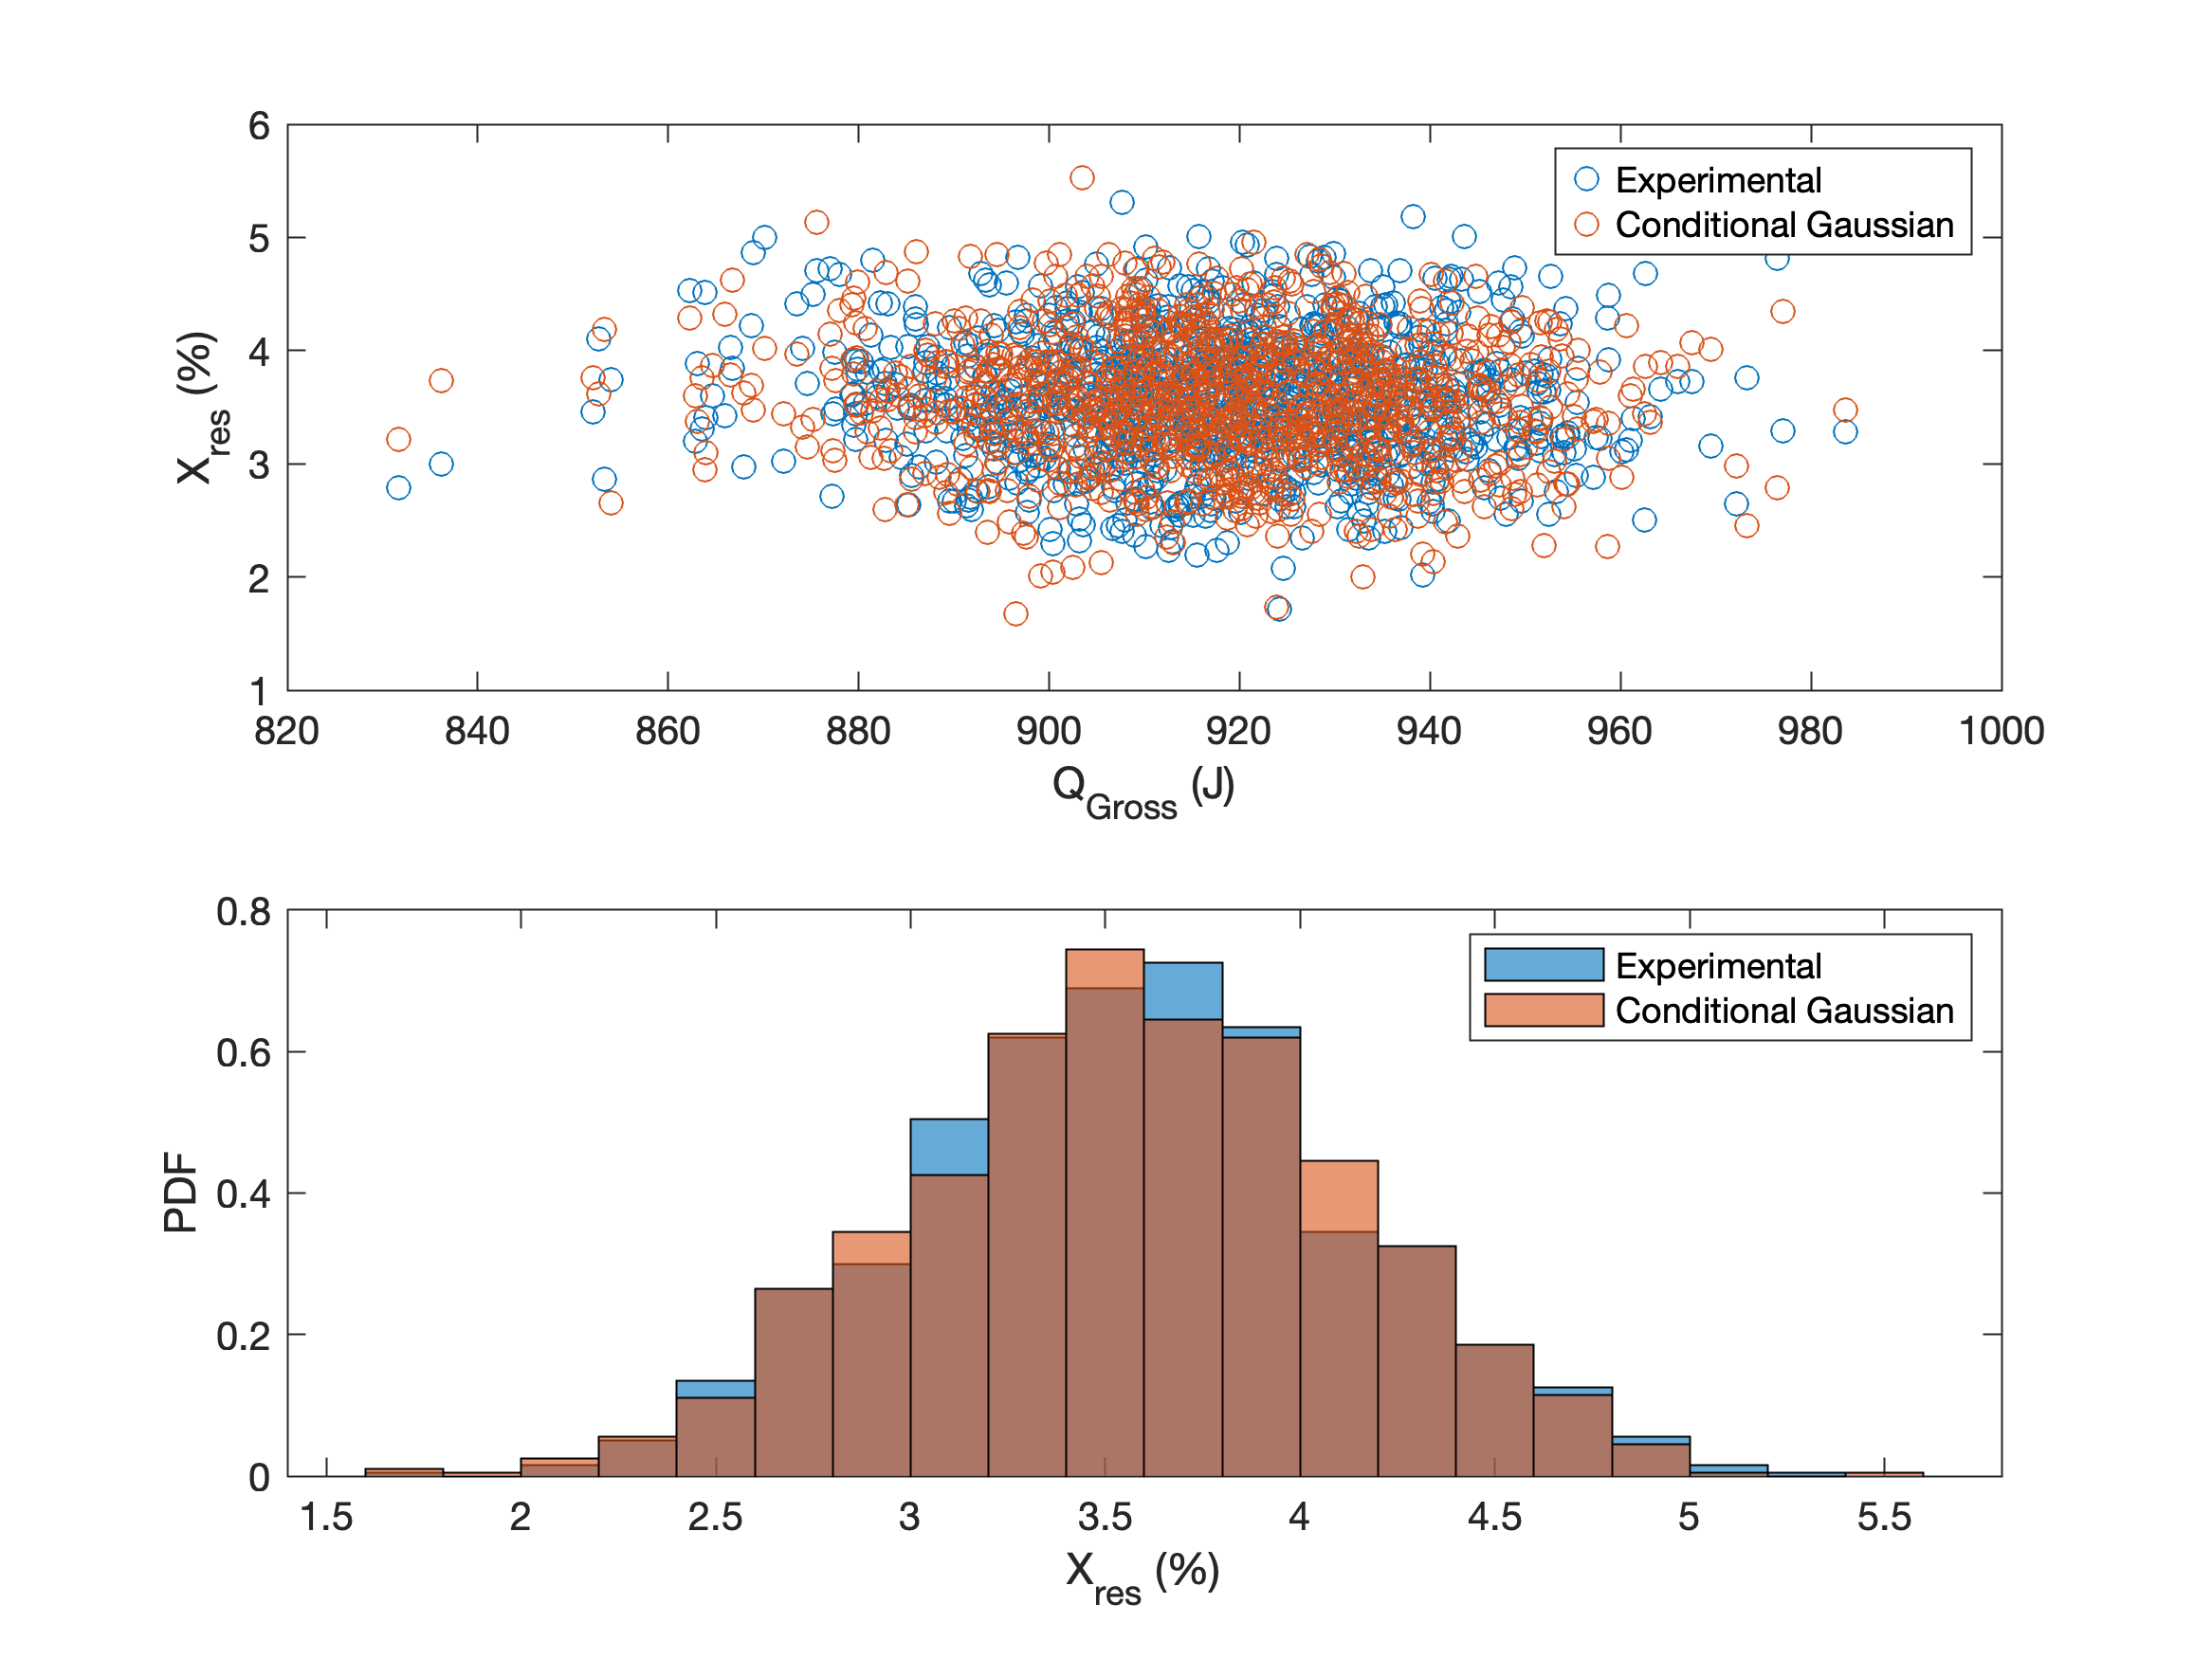 6
5
4
3
2
1
X_res (%)
Experimental
Conditional Gaussian
820 840 860 880 900 920 940 960 980 1000
Q_Gross (J)
0.8
0.6
0.4
0.2
0
PDF
Experimental
Conditional Gaussian
1.5 2 2.5 3 3.5 4 4.5 5 5.5
X_res (%)